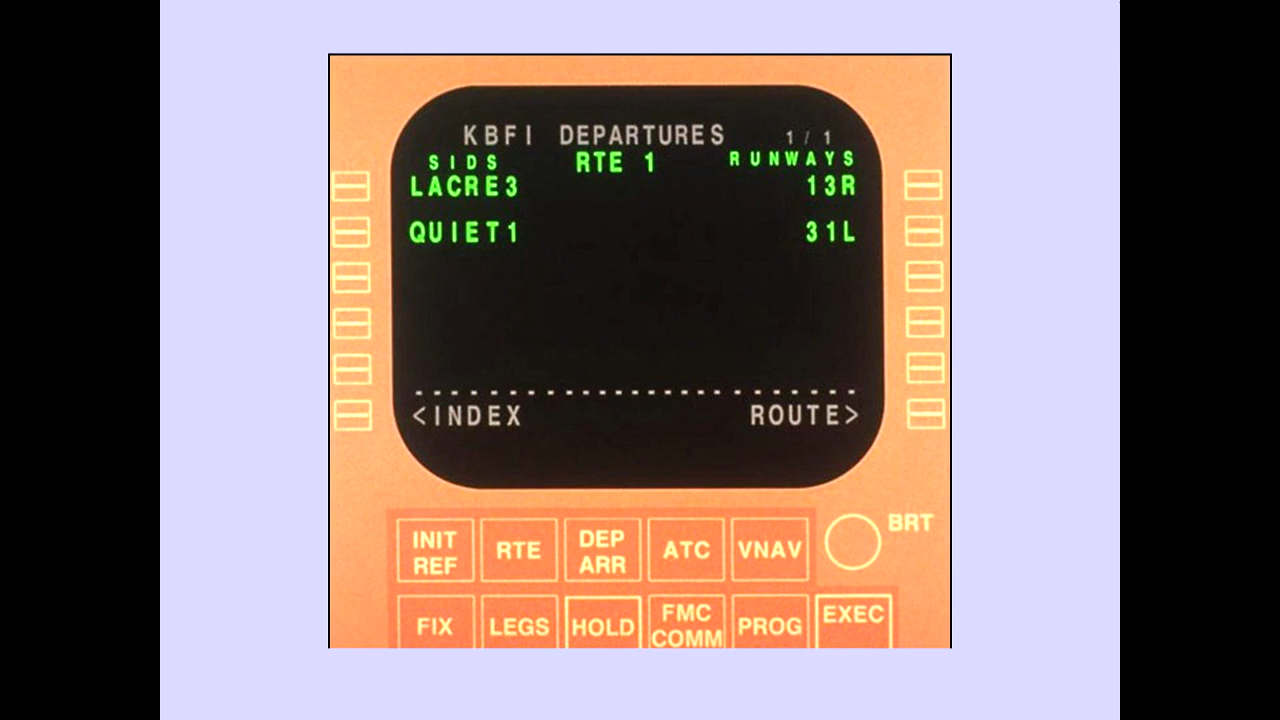 KBFI DEPARTURES 1/1
SIDS RTE 1 RUNWAYS
LACRE3 13R
QUIET1 31L
------------------------
<INDEX ROUTE>
INIT REF RTE DEP ARR ATC VNAV BRT
FIX LEGS HOLD FMC COMM PROG EXEC